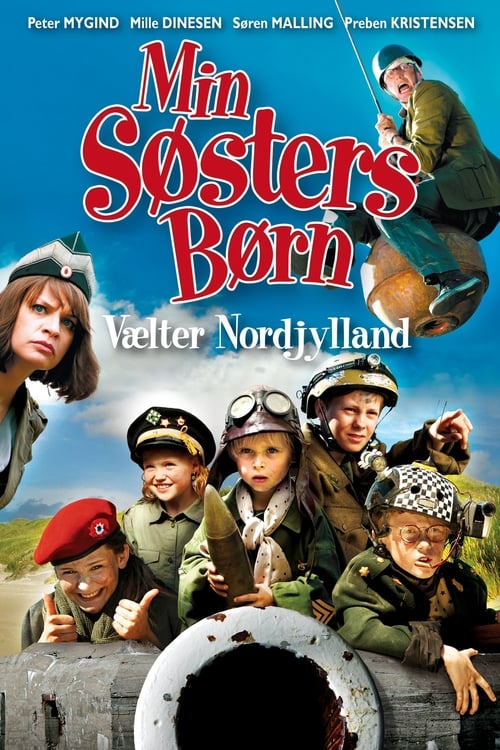 Peter MYGIND Mille DINESEN Søren MALLING Preben KRISTENSEN
Min
Søsters
Børn
Vælter Nordjylland